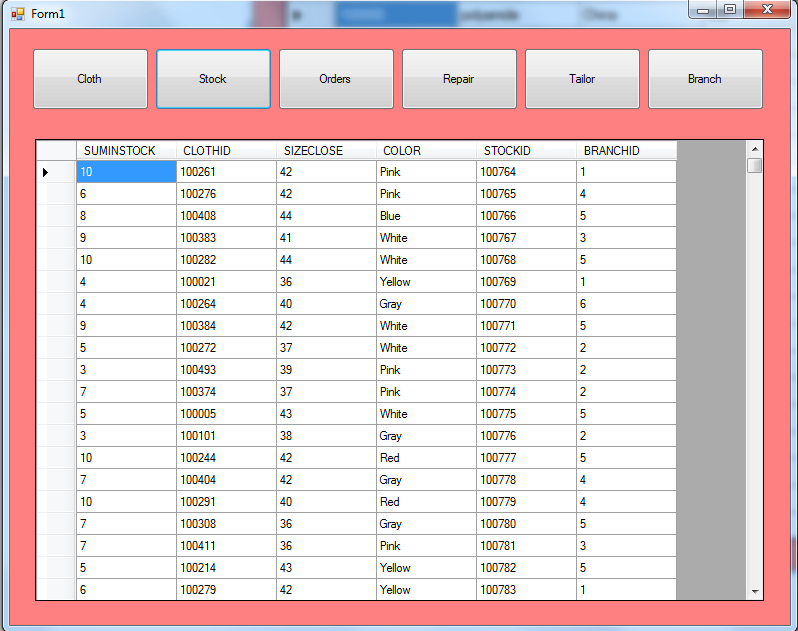 Form1
Cloth Stock Orders Repair Tailor Branch
SUMINSTOCK CLOTHID SIZECLOSE COLOR STOCKID BRANCHID
10 100261 42 Pink 100764 1
6 100276 42 Pink 100765 4
8 100408 44 Blue 100766 5
9 100383 41 White 100767 3
10 100282 44 White 100768 5
4 100021 36 Yellow 100769 1
4 100264 40 Gray 100770 6
9 100384 42 White 100771 5
5 100272 37 White 100772 2
3 100493 39 Pink 100773 2
7 100374 37 Pink 100774 2
5 100005 43 White 100775 5
3 100101 38 Gray 100776 2
10 100244 42 Red 100777 5
7 100404 42 Gray 100778 4
10 100291 40 Red 100779 4
7 100308 36 Gray 100780 5
7 100411 36 Pink 100781 3
5 100214 43 Yellow 100782 5
6 100279 42 Yellow 100783 1